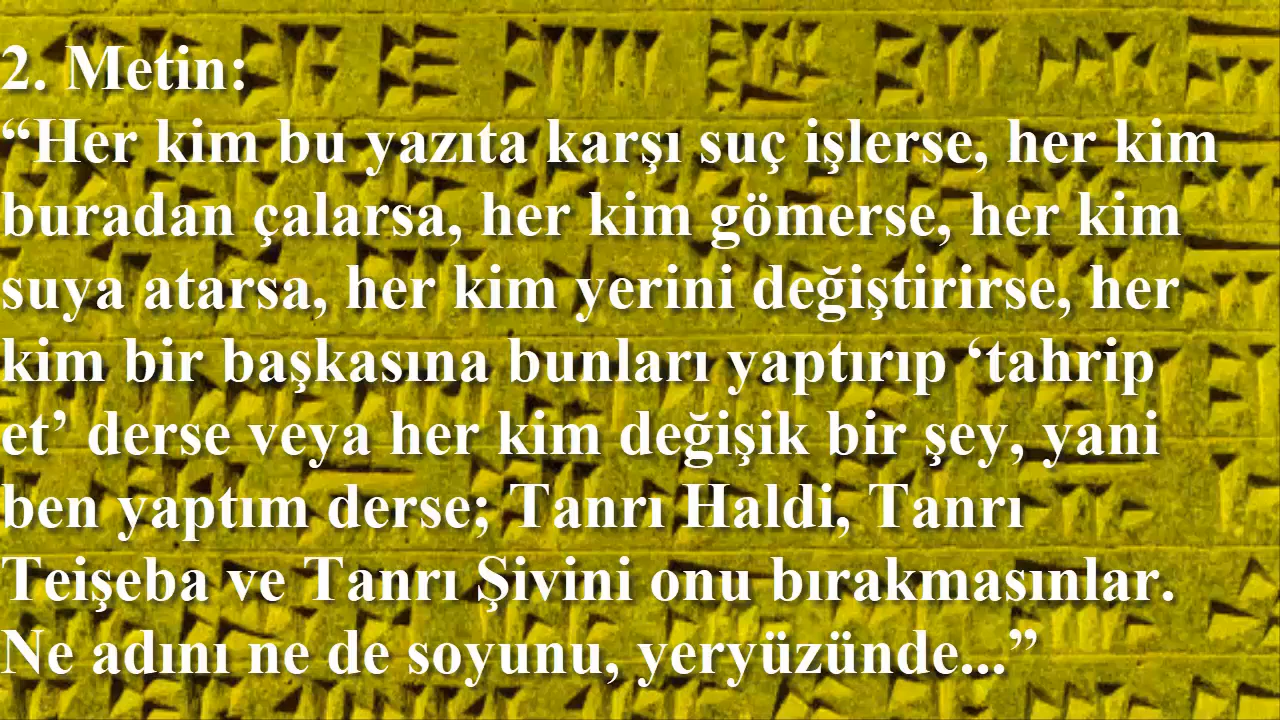 2. Metin:
“Her kim bu yazıta karşı suç işlerse, her kim
buradan çalarsa, her kim gömerse, her kim
suya atarsa, her kim yerini değiştirirse, her
kim bir başkasına bunları yaptırıp ‘tahrip
et’ derse veya her kim değişik bir şey, yani
ben yaptım derse; Tanrı Haldi, Tanrı
Teişeba ve Tanrı Şivini onu bırakmasınlar.
Ne adını ne de soyunu, yeryüzünde...”